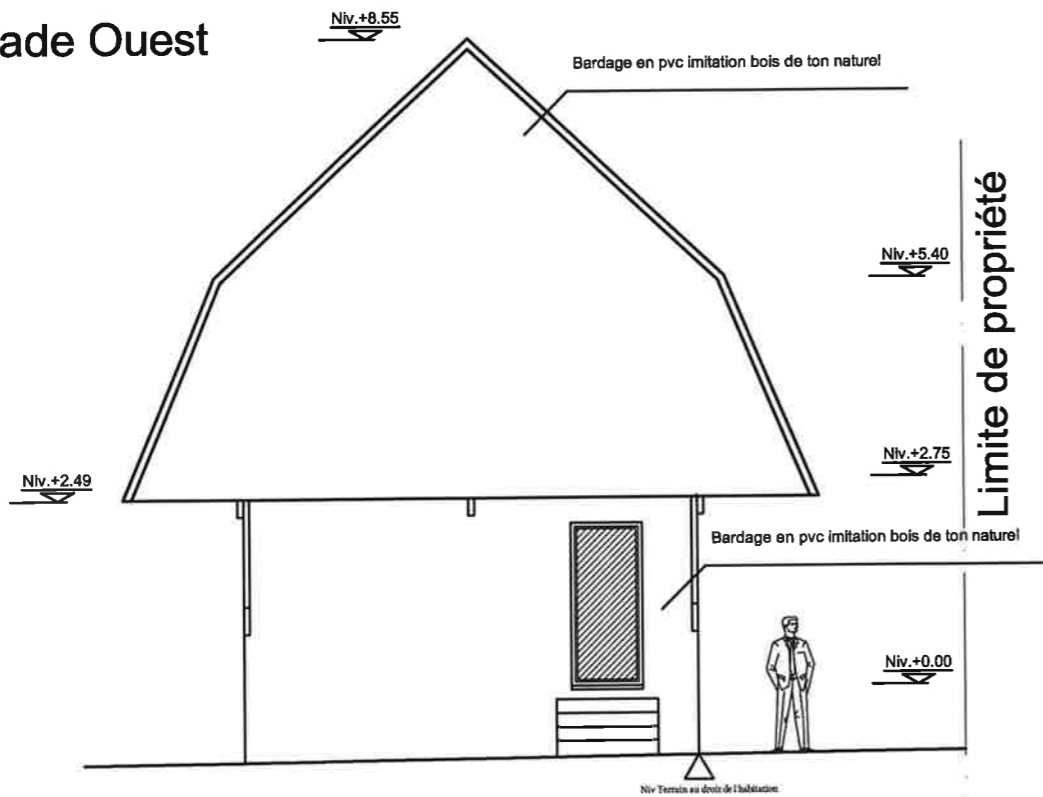 ade Ouest
Niv.+8.55
Bardage en pvc imitation bois de ton naturel
Limite de propriété
Niv.+5.40
Niv.+2.75
Niv.+2.49
Bardage en pvc imitation bois de ton naturel
Niv.+0.00
Niv Terrain au droit de l'habitation